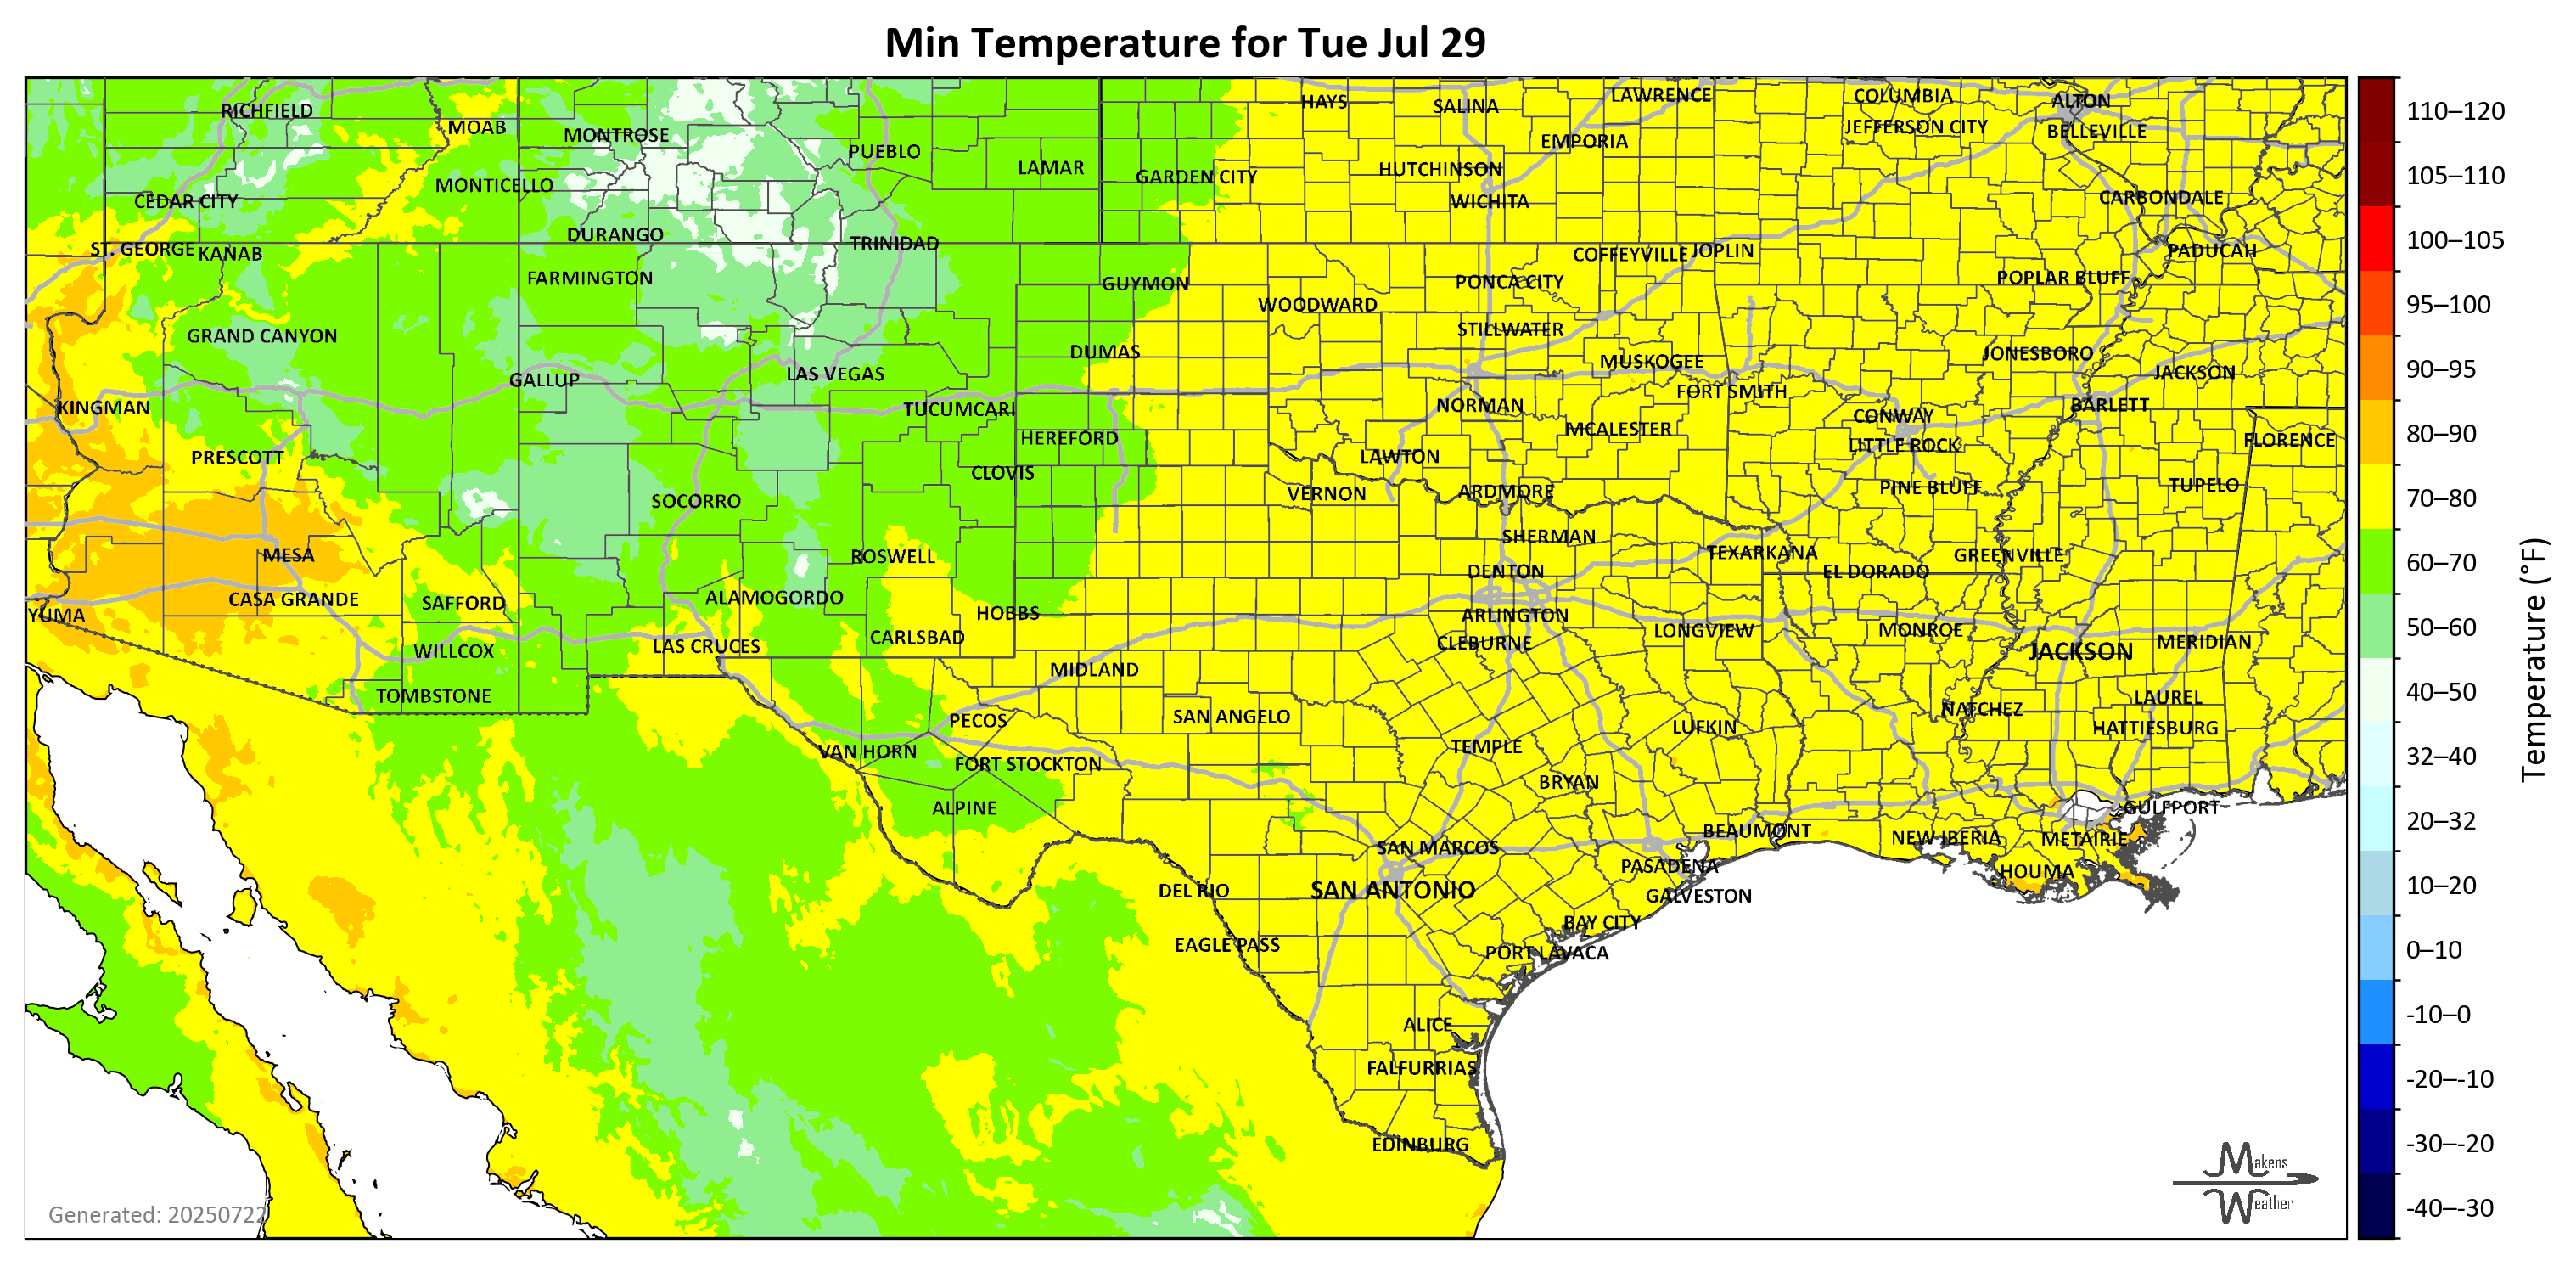 Min Temperature for Tue Jul 29
RICHFIELD
MOAB
MONTROSE
PUEBLO
LAMAR
GARDEN CITY
HAYS
SALINA
LAWRENCE
EMPORIA
HUTCHINSON
WICHITA
COLUMBIA
JEFFERSON CITY
ALTON
BELLEVILLE
CARBONDALE
MONTICELLO
CEDAR CITY
DURANGO
TRINIDAD
ST. GEORGE
KANAB
FARMINGTON
GUYMON
WOODWARD
PONCA CITY
COFFEYVILLE
JOPLIN
POPLAR BLUFF
PADUCAH
GRAND CANYON
DUMAS
STILLWATER
MUSKOGEE
FORT SMITH
JONESBORO
JACKSON
GALLUP
LAS VEGAS
KINGMAN
TUCUMCARI
NORMAN
CONWAY
BARLETT
HEREFORD
MCALESTER
LITTLE ROCK
FLORENCE
PRESCOTT
CLOVIS
LAWTON
SOCORRO
VERNON
ARDMORE
PINE BLUFF
TUPELO
SHERMAN
MESA
ROSWELL
TEXARKANA
GREENVILLE
DENTON
EL DORADO
CASA GRANDE
SAFFORD
ALAMOGORDO
YUMA
HOBBS
ARLINGTON
CLEBURNE
LONGVIEW
MONROE
MERIDIAN
CARLSBAD
LAS CRUCES
WILLCOX
JACKSON
MIDLAND
TOMBSTONE
LAUREL
NATCHEZ
HATTIESBURG
PECOS
SAN ANGELO
LUFKIN
VAN HORN
FORT STOCKTON
TEMPLE
BRYAN
ALPINE
GULFPORT
BEAUMONT
NEW IBERIA
METAIRIE
SAN MARCOS
PASADENA
HOUMA
DEL RIO
SAN ANTONIO
GALVESTON
BAY CITY
EAGLE PASS
PORT LAVACA
ALICE
FALFURRIAS
EDINBURG
Generated: 20250722
Makens
Weather
110–120
105–110
100–105
95–100
90–95
80–90
70–80
60–70
50–60
40–50
32–40
20–32
10–20
0–10
-10–0
-20–-10
-30–-20
-40–-30
Temperature (°F)